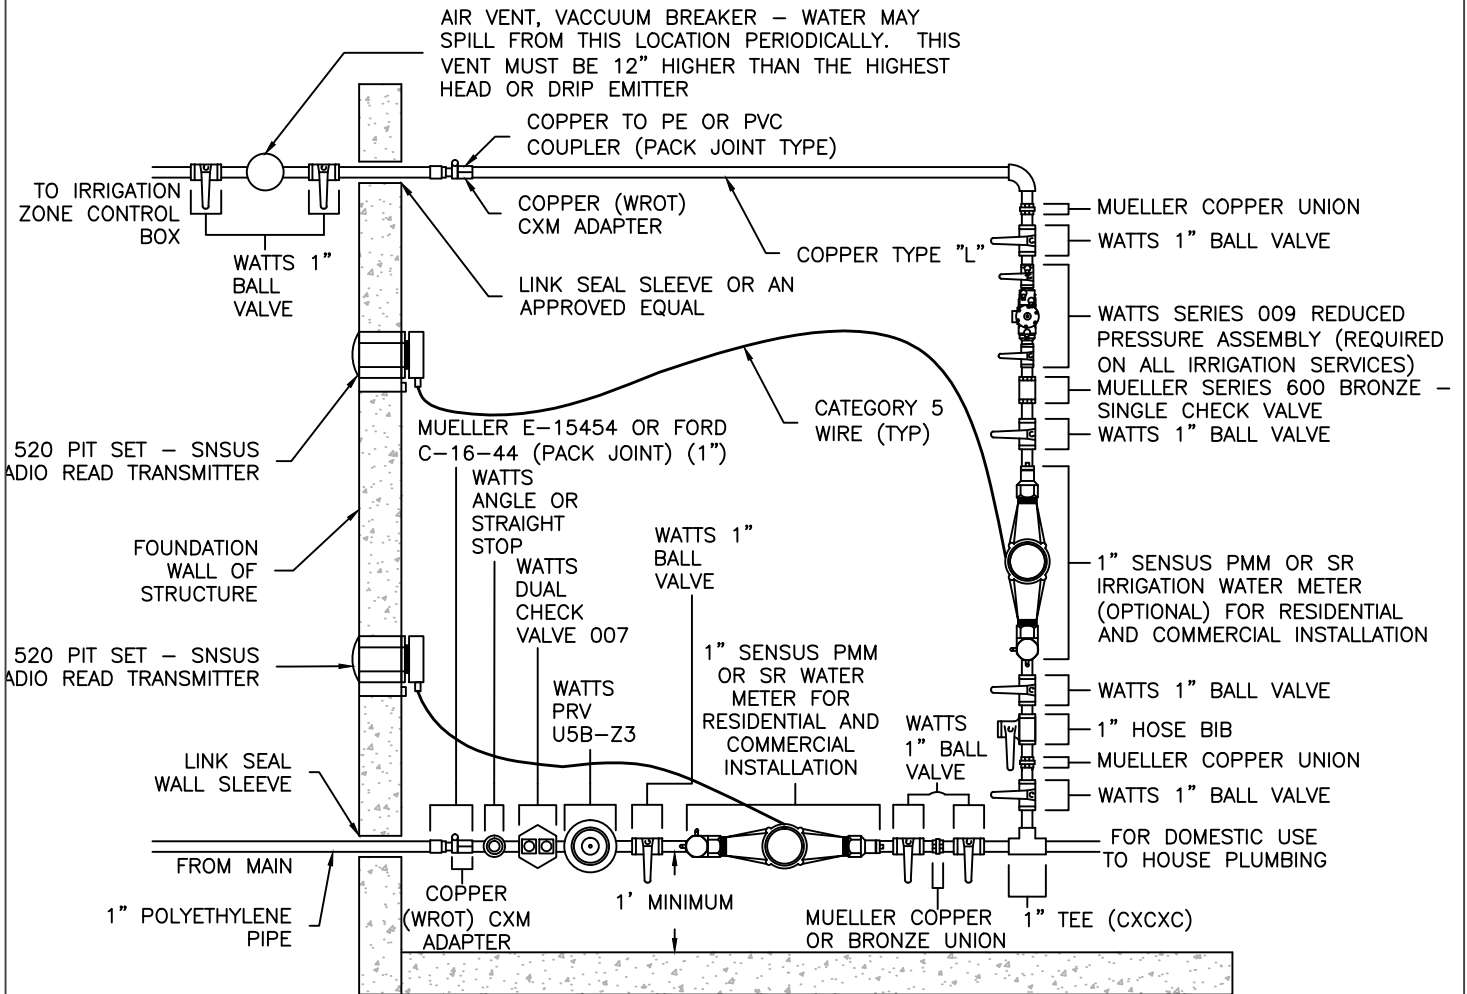 AIR VENT, VACCUUM BREAKER – WATER MAY
SPILL FROM THIS LOCATION PERIODICALLY. THIS
VENT MUST BE 12" HIGHER THAN THE HIGHEST
HEAD OR DRIP EMITTER
COPPER TO PE OR PVC
COUPLER (PACK JOINT TYPE)
TO IRRIGATION
ZONE CONTROL
BOX
WATTS 1"
BALL
VALVE
COPPER (WROT)
CXM ADAPTER
COPPER TYPE "L"
LINK SEAL SLEEVE OR AN
APPROVED EQUAL
MUELLER COPPER UNION
WATTS 1" BALL VALVE
WATTS SERIES 009 REDUCED
PRESSURE ASSEMBLY (REQUIRED
ON ALL IRRIGATION SERVICES)
MUELLER SERIES 600 BRONZE –
SINGLE CHECK VALVE
WATTS 1" BALL VALVE
CATEGORY 5
WIRE (TYP)
520 PIT SET – SNSUS
ADIO READ TRANSMITTER
MUELLER E-15454 OR FORD
C-16-44 (PACK JOINT) (1")
WATTS
ANGLE OR
STRAIGHT
STOP
WATTS
DUAL
CHECK
VALVE 007
WATTS 1"
BALL
VALVE
FOUNDATION
WALL OF
STRUCTURE
1" SENSUS PMM OR SR
IRRIGATION WATER METER
(OPTIONAL) FOR RESIDENTIAL
AND COMMERCIAL INSTALLATION
520 PIT SET – SNSUS
ADIO READ TRANSMITTER
WATTS
PRV
U5B-Z3
1" SENSUS PMM
OR SR WATER
METER FOR
RESIDENTIAL AND
COMMERCIAL
INSTALLATION
WATTS
1" BALL
VALVE
WATTS 1" BALL VALVE
1" HOSE BIB
MUELLER COPPER UNION
WATTS 1" BALL VALVE
LINK SEAL
WALL SLEEVE
FROM MAIN
FOR DOMESTIC USE
TO HOUSE PLUMBING
1" POLYETHYLENE
PIPE
COPPER
(WROT) CXM
ADAPTER
1' MINIMUM
MUELLER COPPER
OR BRONZE UNION
1" TEE (CXCXC)